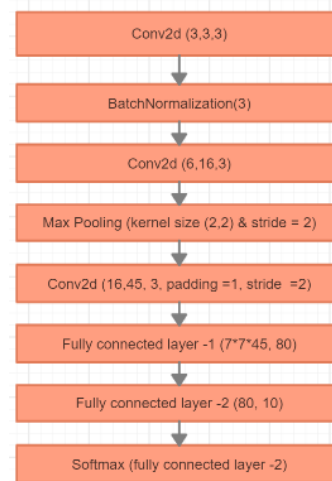 Conv2d (3,3,3)
BatchNormalization(3)
Conv2d (6,16,3)
Max Pooling (kernel size (2,2) & stride = 2)
Conv2d (16,45, 3, padding =1, stride =2)
Fully connected layer -1 (7*7*45, 80)
Fully connected layer -2 (80, 10)
Softmax (fully connected layer -2)